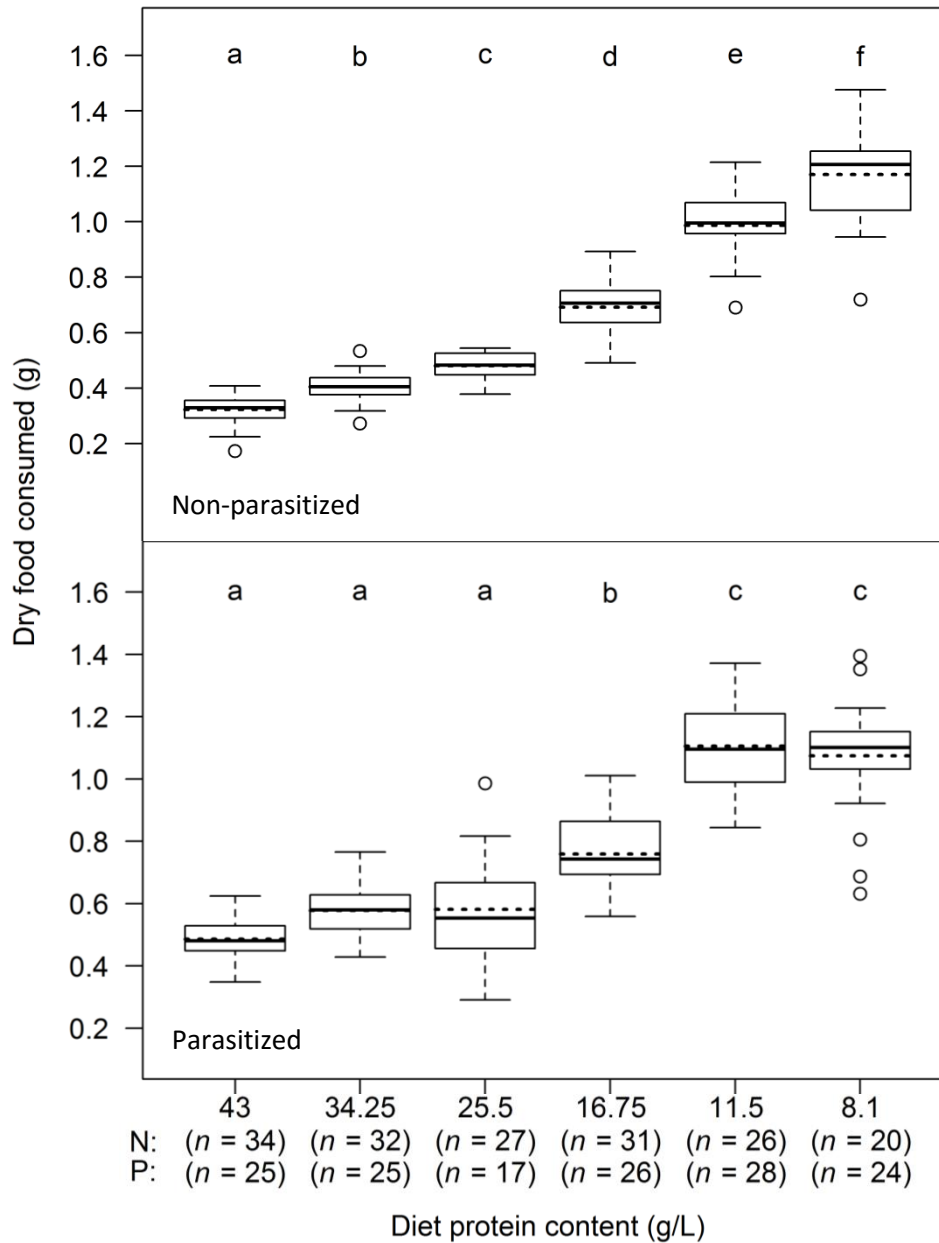 Dry food consumed (g)
a b c d e f
1.6
1.4
1.2
1.0
0.8
0.6
0.4
0.2
Non-parasitized
a a a b c c
1.6
1.4
1.2
1.0
0.8
0.6
0.4
0.2
Parasitized
43 34.25 25.5 16.75 11.5 8.1
N: (n = 34) (n = 32) (n = 27) (n = 31) (n = 26) (n = 20)
P: (n = 25) (n = 25) (n = 17) (n = 26) (n = 28) (n = 24)
Diet protein content (g/L)